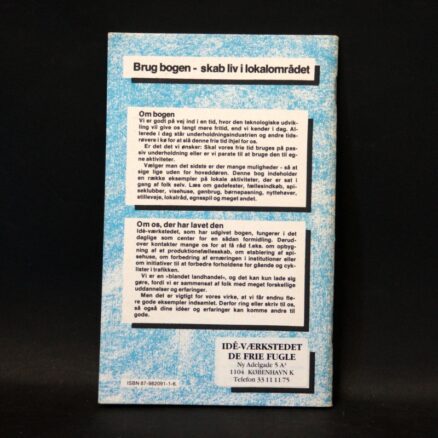 Brug bogen - skab liv i lokalområdet
Om bogen
Vi er godt på vej ind i en tid, hvor den teknologiske udvik-
ling vil give os langt mere fritid, end vi kender i dag. Al-
lerede i dag står underholdningsindustrien og andre tids-
røvere i kø for at slå denne fri tid ihjel for os.
Er det det vi ønsker: Skal vores fri tid bruges på pas-
siv underholdning eller er vi parate til at bruge den til eg-
ne aktiviteter.
Vælger man det sidste er der mange muligheder - så at
sige lige uden for hoveddøren. Denne bog indeholder
en række eksempler på lokale aktiviteter, der er sat i
gang af folk selv. Læs om gadefester, fællesindkøb, spi-
seklubber, visehuse, genbrug, børnepasning, nyttehaver,
stilleveje, lokalråd, egnsspil og meget andet.
Om os, der har lavet den
Idé-værkstedet, som har udgivet bogen, fungerer i det
daglige som center for en sådan formidling. Derud-
over kontakter mange os for at få råd f.eks. om opbyg-
ning af et produktionsfællesskab, om etablering af spi-
sehuse, om forbedring af ernæringen i institutioner eller
om initiativer til at forbedre forholdene for gående og cyk-
lister i trafikken.
Vi er en »blandet landhandel«, og det kan kun lade sig
gøre, fordi vi er sammensat af folk med meget forskellige
uddannelser og erfaringer.
Men det er vigtigt for vores virke, at vi får endnu fle-
re gode eksempler indsamlet. Derfor ring eller skriv til os,
så også dine idéer og erfaringer kan komme andre til
gode.
IDÉ-VÆRKSTEDET
DE FRIE FUGLE
Ny Adelgade 5 A
1104 KØBENHAVN K
Telefon 33 11 11 75
ISBN 87-982091-1-6